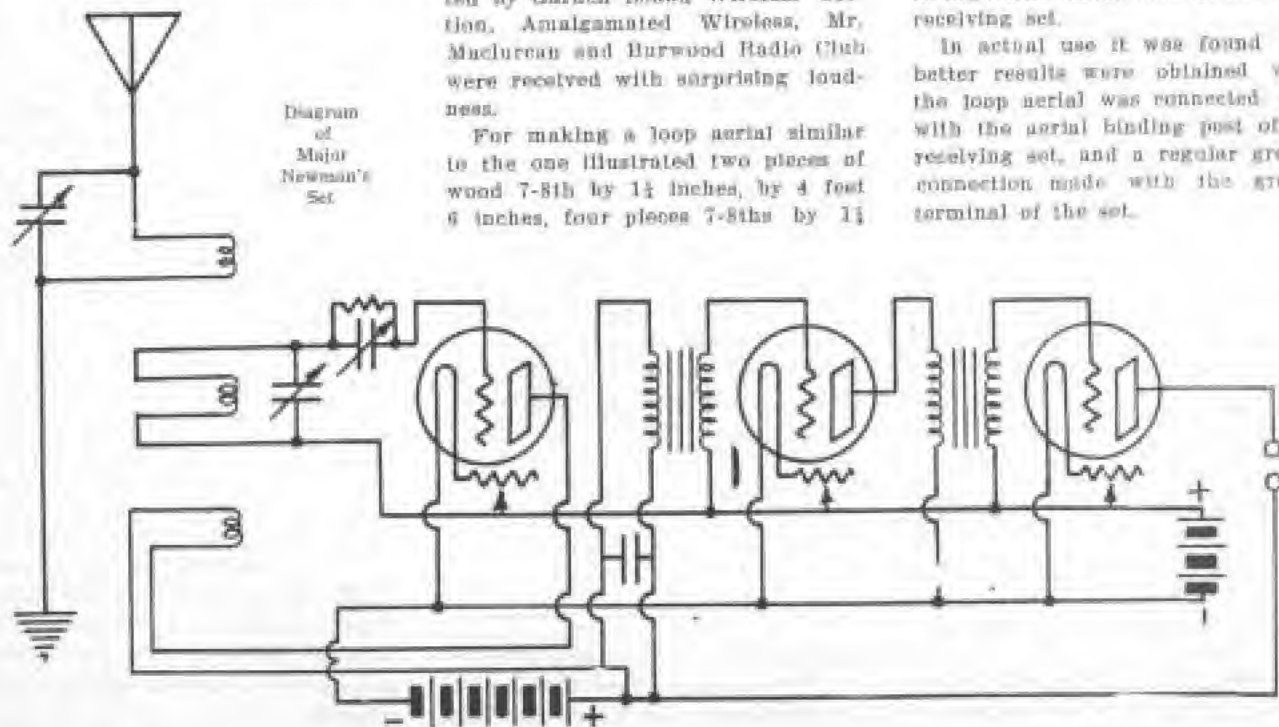 tion, Amalgamated Wireless, Mr.
Maclurcan and Burwood Radio Club
were received with surprising loud-
ness.
For making a loop aerial similar
to the one illustrated two pieces of
wood 7-8th by 1½ inches, by 4 feet
6 inches, four pieces 7-8ths by 1½
receiving set.
In actual use it was found
better results were obtained
the loop aerial was connected
with the aerial binding post of
receiving set, and a regular
connection made with the
terminal of the set.
Diagram
of
Major
Newman's
Set
+
-
- +